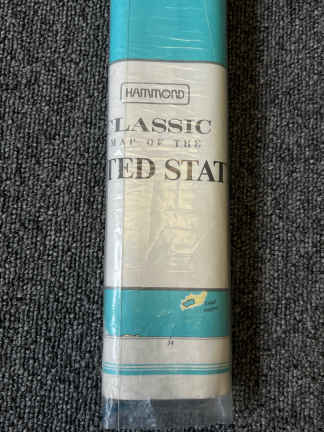 HAMMOND
CLASSIC
MAP OF THE
TED STAT